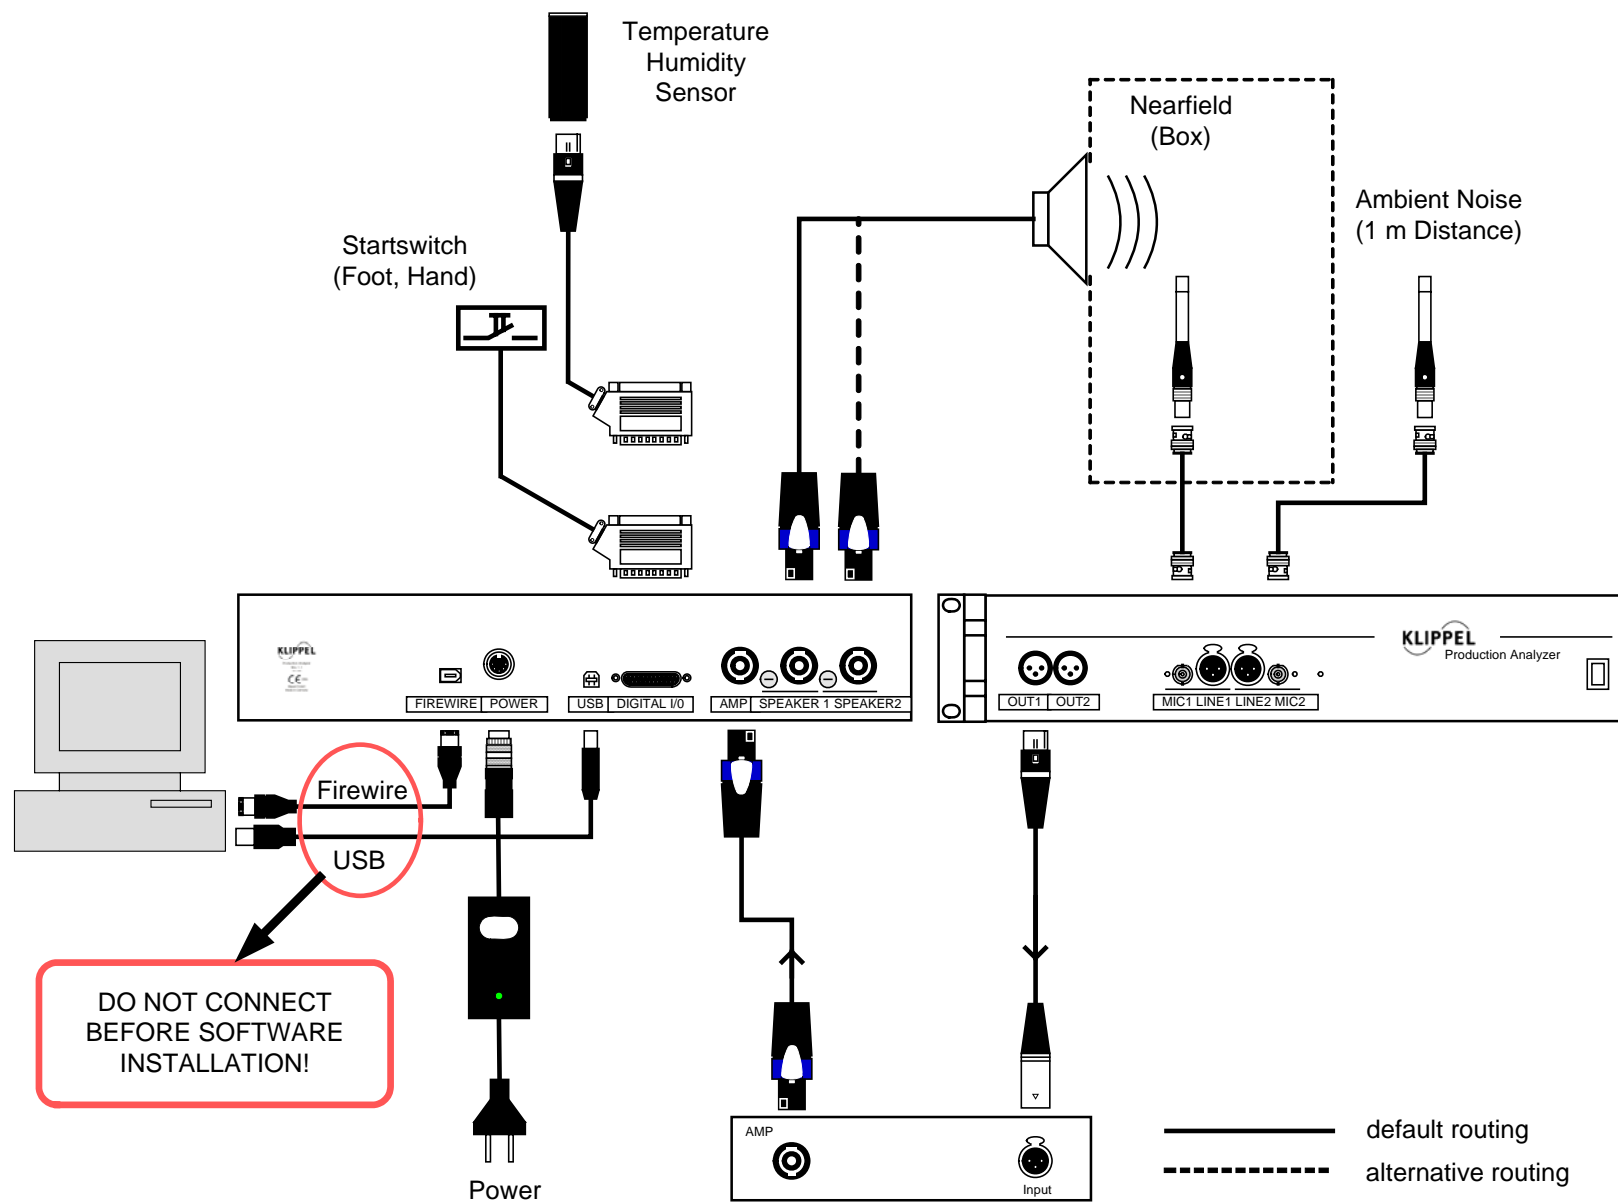 Temperature
Humidity
Sensor
Nearfield
(Box)
Ambient Noise
(1 m Distance)
Startswitch
(Foot, Hand)
KLIPPEL
CE
FIREWIRE
POWER
USB
DIGITAL I/0
AMP
SPEAKER 1 SPEAKER2
KLIPPEL
Production Analyzer
OUT1
OUT2
MIC1 LINE1 LINE2 MIC2
Firewire
USB
DO NOT CONNECT
BEFORE SOFTWARE
INSTALLATION!
Power
AMP
Input
default routing
alternative routing